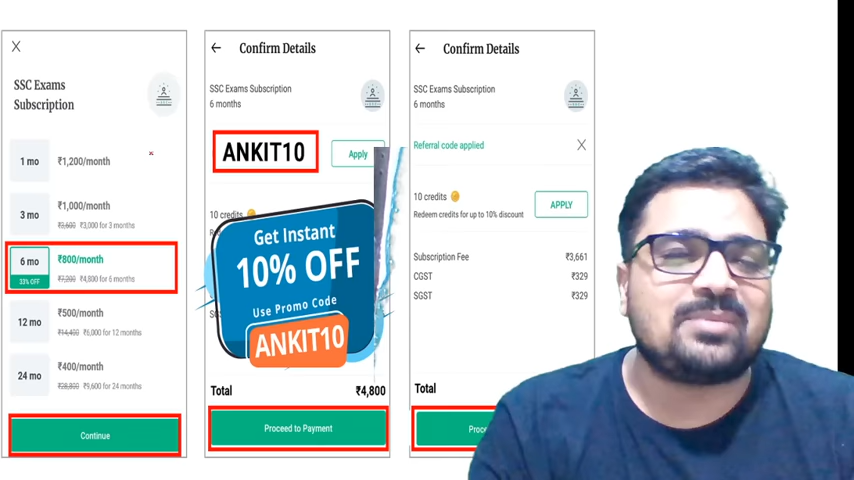 X
SSC Exams
Subscription
1 mo
₹1,200/month
3 mo
₹1,000/month
₹3,600 ₹3,000 for 3 months
6 mo
33% OFF
₹800/month
₹7,200 ₹4,800 for 6 months
12 mo
₹500/month
₹14,400 ₹6,000 for 12 months
24 mo
₹400/month
₹28,800 ₹9,600 for 24 months
Continue
← Confirm Details
SSC Exams Subscription
6 months
ANKIT10
Apply
10 credits
Get Instant
10% OFF
Use Promo Code
ANKIT10
Total ₹4,800
Proceed to Payment
← Confirm Details
SSC Exams Subscription
6 months
Referral code applied X
10 credits
Redeem credits for up to 10% discount
APPLY
Subscription Fee ₹3,661
CGST ₹329
SGST ₹329
Total